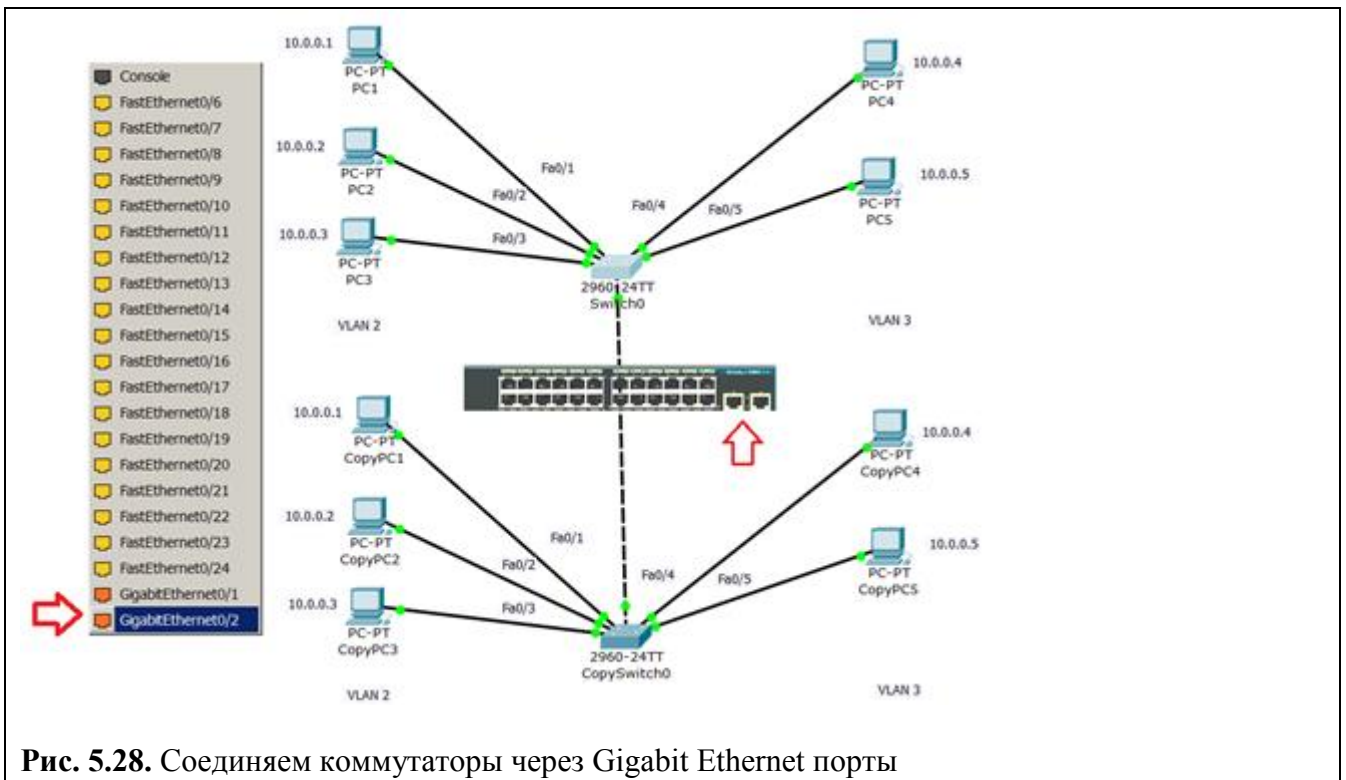 Console
FastEthernet0/6
FastEthernet0/7
FastEthernet0/8
FastEthernet0/9
FastEthernet0/10
FastEthernet0/11
FastEthernet0/12
FastEthernet0/13
FastEthernet0/14
FastEthernet0/15
FastEthernet0/16
FastEthernet0/17
FastEthernet0/18
FastEthernet0/19
FastEthernet0/20
FastEthernet0/21
FastEthernet0/22
FastEthernet0/23
FastEthernet0/24
GigabitEthernet0/1
GigabitEthernet0/2
10.0.0.1
PC-PT
PC1
10.0.0.2
PC-PT
PC2
10.0.0.3
PC-PT
PC3
VLAN 2
Fa0/1
Fa0/2
Fa0/3
Fa0/4
Fa0/5
2960-24TT
Switch0
10.0.0.4
PC-PT
PC4
10.0.0.5
PC-PT
PC5
VLAN 3
10.0.0.1
PC-PT
CopyPC1
10.0.0.2
PC-PT
CopyPC2
10.0.0.3
PC-PT
CopyPC3
VLAN 2
Fa0/1
Fa0/2
Fa0/3
Fa0/4
Fa0/5
2960-24TT
CopySwitch0
10.0.0.4
PC-PT
CopyPC4
10.0.0.5
PC-PT
CopyPC5
VLAN 3
Рис. 5.28. Соединяем коммутаторы через Gigabit Ethernet порты